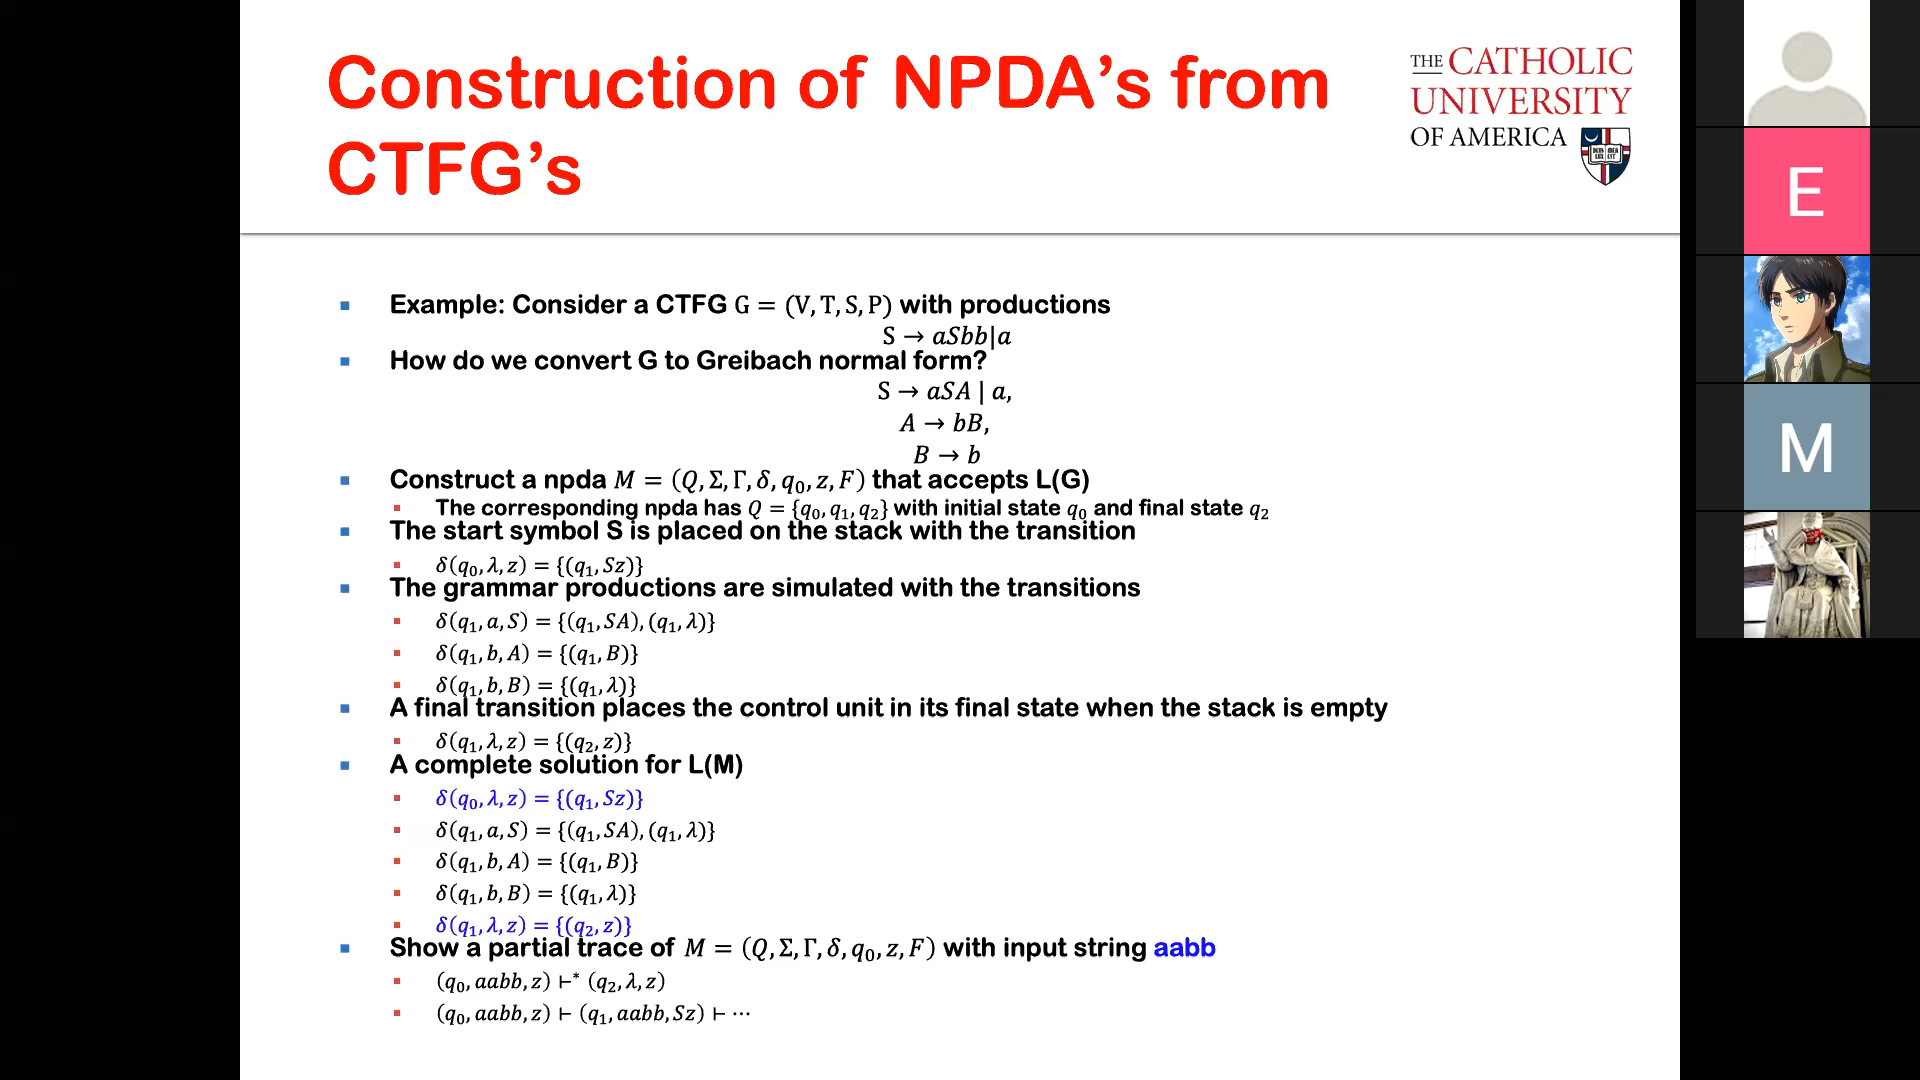 Construction of NPDA's from
CTFG's
THE CATHOLIC
UNIVERSITY
OF AMERICA
Example: Consider a CTFG G = (V, T, S, P) with productions
S → aSbb|a
How do we convert G to Greibach normal form?
S → aSA | a,
A → bB,
B → b
Construct a npda M = (Q, Σ, Γ, δ, q₀, z, F) that accepts L(G)
The corresponding npda has Q = {q₀, q₁, q₂} with initial state q₀ and final state q₂
The start symbol S is placed on the stack with the transition
δ(q₀, λ, z) = {(q₁, Sz)}
The grammar productions are simulated with the transitions
δ(q₁, a, S) = {(q₁, SA), (q₁, λ)}
δ(q₁, b, A) = {(q₁, B)}
δ(q₁, b, B) = {(q₁, λ)}
A final transition places the control unit in its final state when the stack is empty
δ(q₁, λ, z) = {(q₂, z)}
A complete solution for L(M)
δ(q₀, λ, z) = {(q₁, Sz)}
δ(q₁, a, S) = {(q₁, SA), (q₁, λ)}
δ(q₁, b, A) = {(q₁, B)}
δ(q₁, b, B) = {(q₁, λ)}
δ(q₁, λ, z) = {(q₂, z)}
Show a partial trace of M = (Q, Σ, Γ, δ, q₀, z, F) with input string aabb
(q₀, aabb, z) ⊢* (q₂, λ, z)
(q₀, aabb, z) ⊢ (q₁, aabb, Sz) ⊢ ⋯
E
M